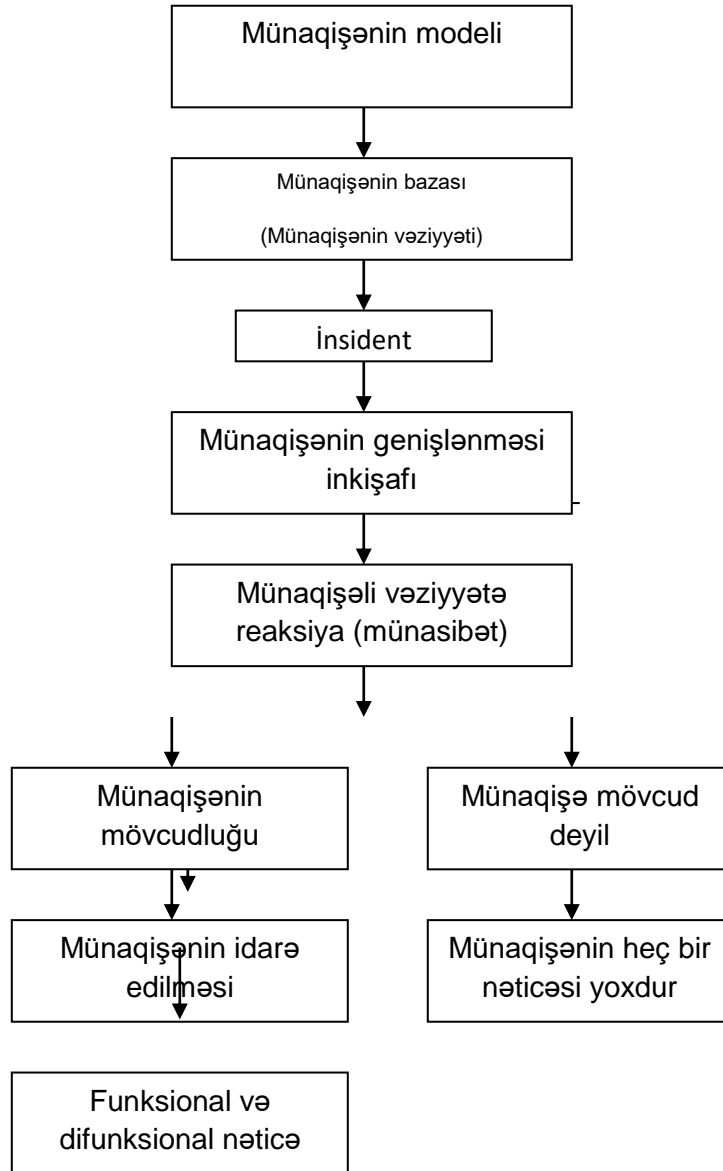 Münaqişənin modeli
Münaqişənin bazası
(Münaqişənin vəziyyəti)
İnsident
Münaqişənin genişlənməsi
inkişafı
Münaqişəli vəziyyətə
reaksiya (münasibət)
Münaqişənin
mövcudluğu
Münaqişə mövcud
deyil
Münaqişənin idarə
edilməsi
Münaqişənin heç bir
nəticəsi yoxdur
Funksional və
difunksional nəticə